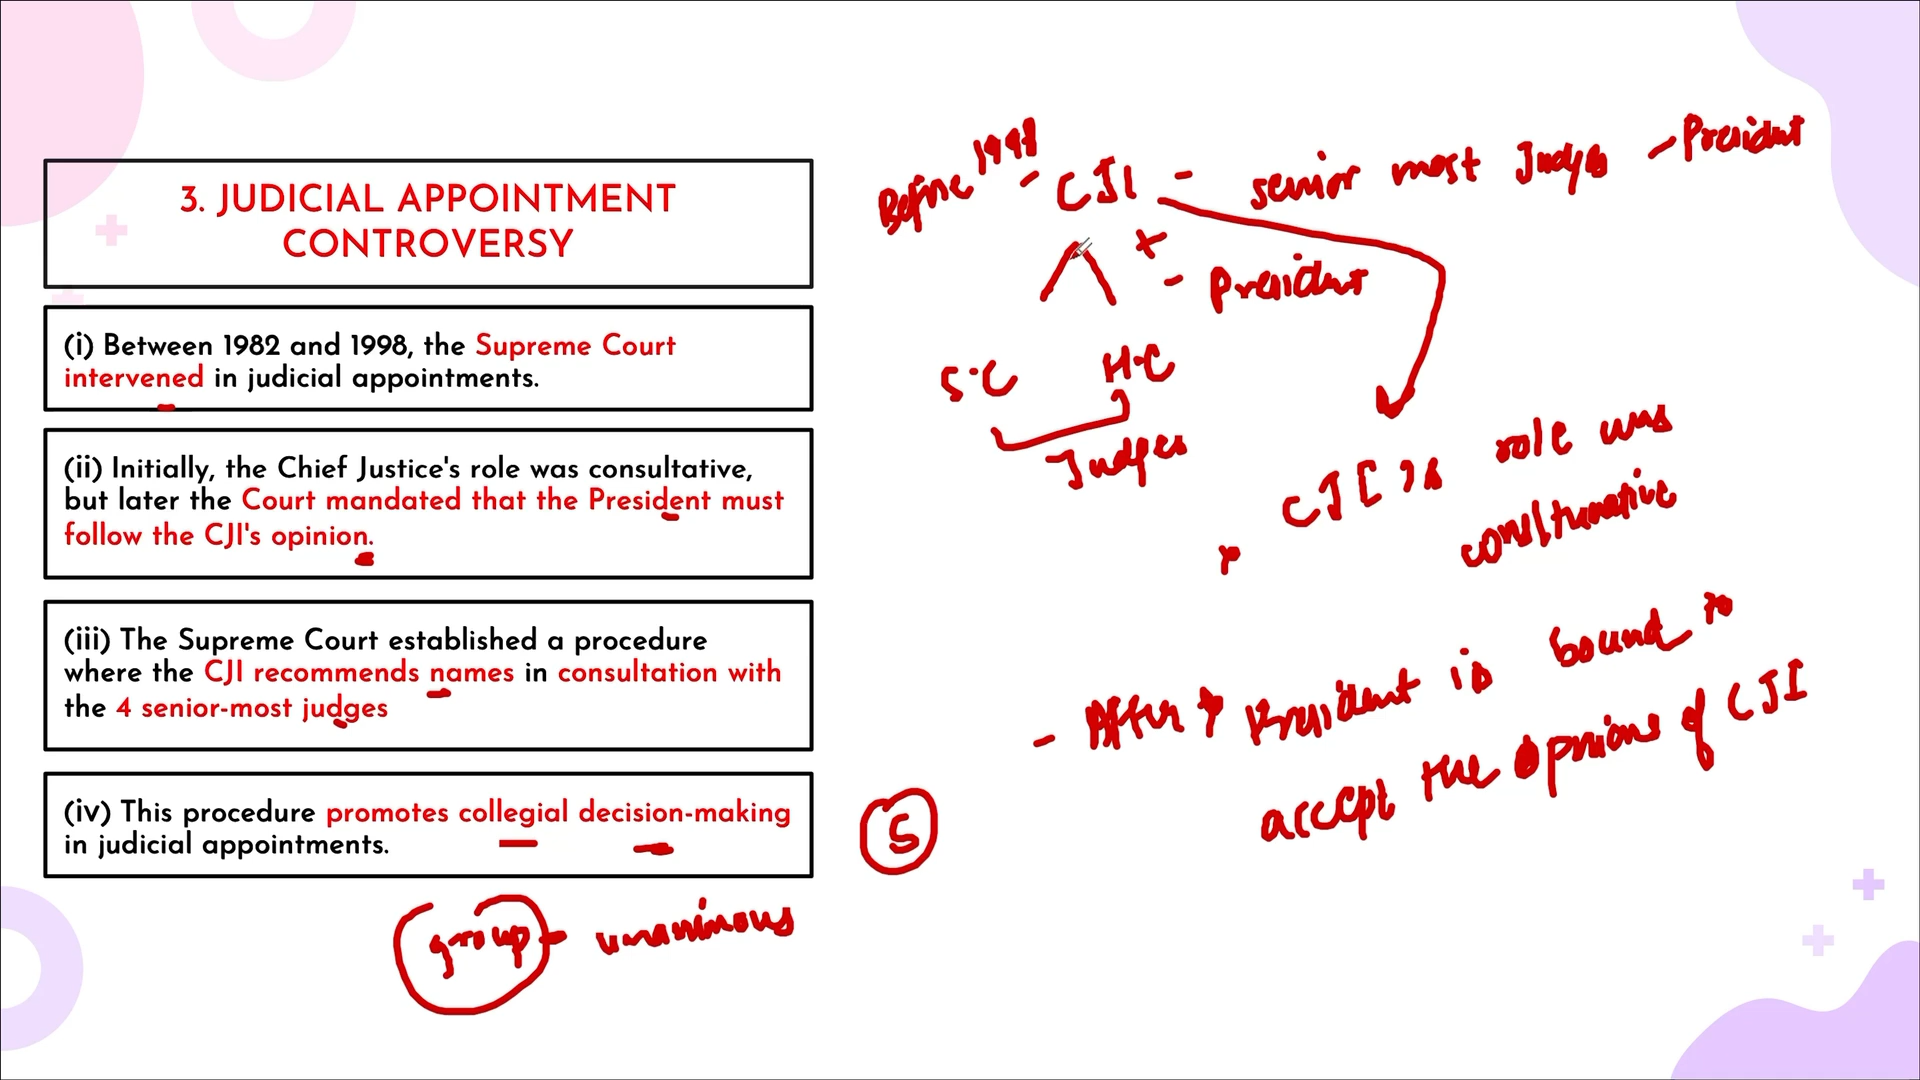 3. JUDICIAL APPOINTMENT
CONTROVERSY
(i) Between 1982 and 1998, the Supreme Court
intervened in judicial appointments.
(ii) Initially, the Chief Justice's role was consultative,
but later the Court mandated that the President must
follow the CJI's opinion.
(iii) The Supreme Court established a procedure
where the CJI recommends names in consultation with
the 4 senior-most judges
(iv) This procedure promotes collegial decision-making
in judicial appointments.
group - unanimous
Before 1998 - CJI - senior most Judges - President
+
- President
S.C H.C
Judges
CJI's role was
- After President is bound to
accept the opinions of CJI
5